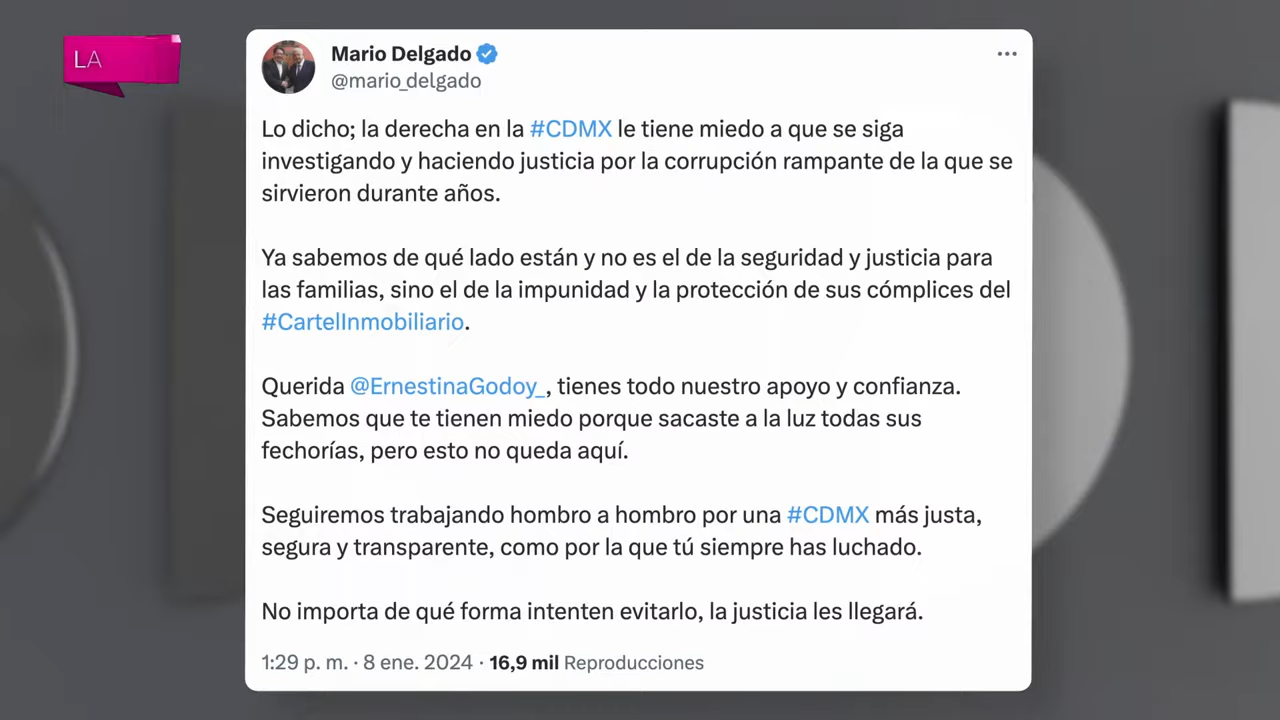 LA
Mario Delgado
@mario_delgado
Lo dicho; la derecha en la #CDMX le tiene miedo a que se siga
investigando y haciendo justicia por la corrupción rampante de la que se
sirvieron durante años.
Ya sabemos de qué lado están y no es el de la seguridad y justicia para
las familias, sino el de la impunidad y la protección de sus cómplices del
#CartelInmobiliario.
Querida @ErnestinaGodoy_, tienes todo nuestro apoyo y confianza.
Sabemos que te tienen miedo porque sacaste a la luz todas sus
fechorías, pero esto no queda aquí.
Seguiremos trabajando hombro a hombro por una #CDMX más justa,
segura y transparente, como por la que tú siempre has luchado.
No importa de qué forma intenten evitarlo, la justicia les llegará.
1:29 p. m. · 8 ene. 2024 · 16,9 mil Reproducciones